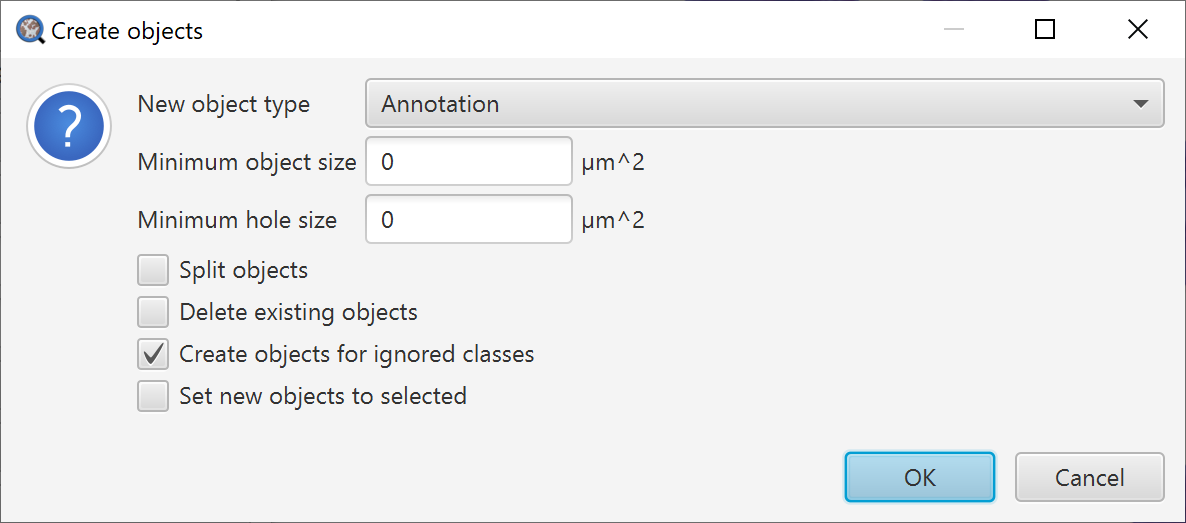 Create objects
New object type Annotation
Minimum object size 0 µm^2
Minimum hole size 0 µm^2
Split objects
Delete existing objects
Create objects for ignored classes
Set new objects to selected
OK Cancel